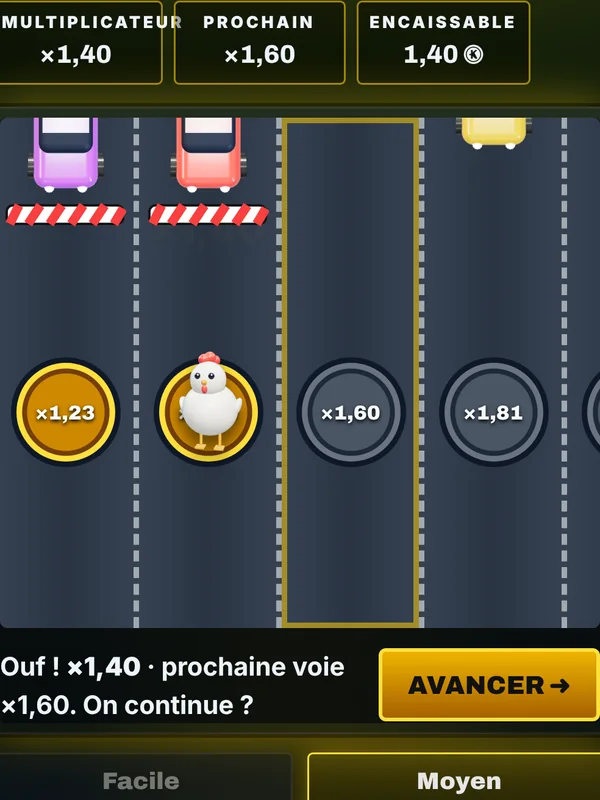 MULTIPLICATEUR PROCHAIN ENCAISSABLE
×1,40 ×1,60 1,40
×1,23 ×1,60 ×1,81
Ouf ! ×1,40 · prochaine voie
×1,60. On continue ?
AVANCER →
Facile Moyen